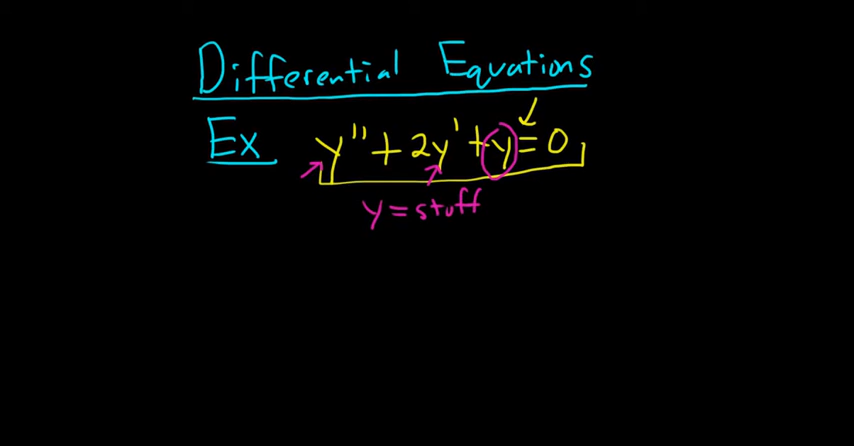 Differential Equations
Ex y'' + 2y' + y = 0
y = stuff